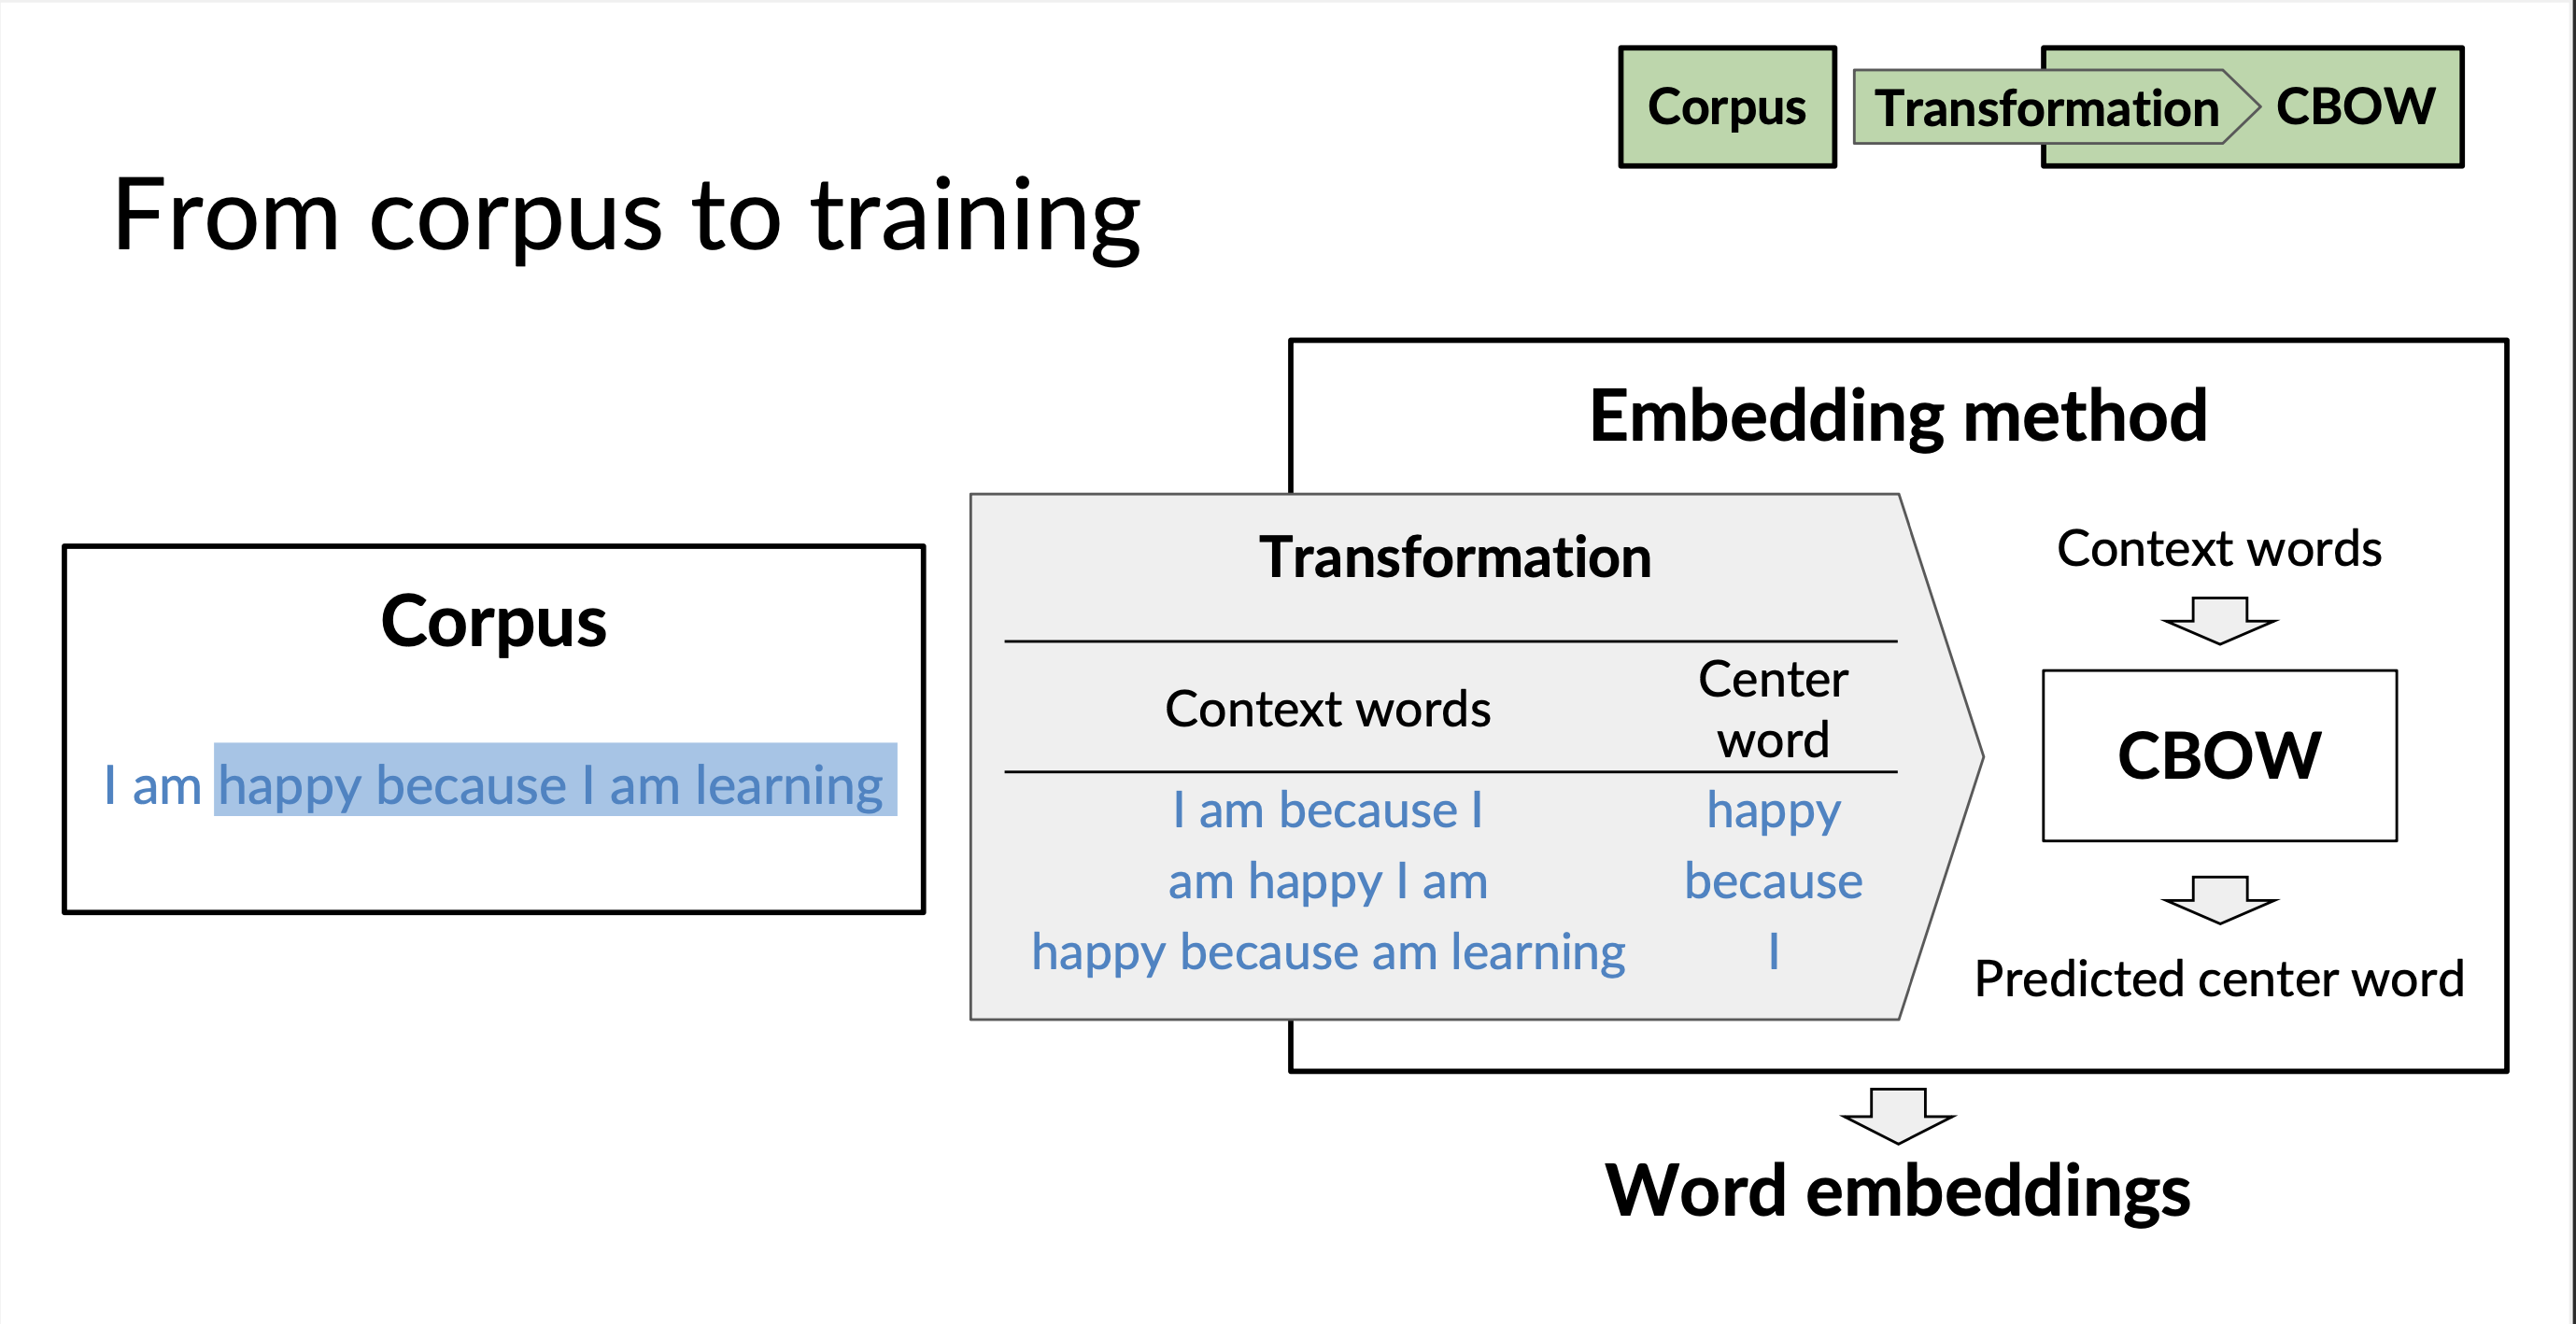 Corpus
Transformation
CBOW
From corpus to training
Embedding method
Corpus
I am happy because I am learning
Transformation
Context words
Center
word
I am because I
happy
am happy I am
because
happy because am learning
I
Context words
CBOW
Predicted center word
Word embeddings